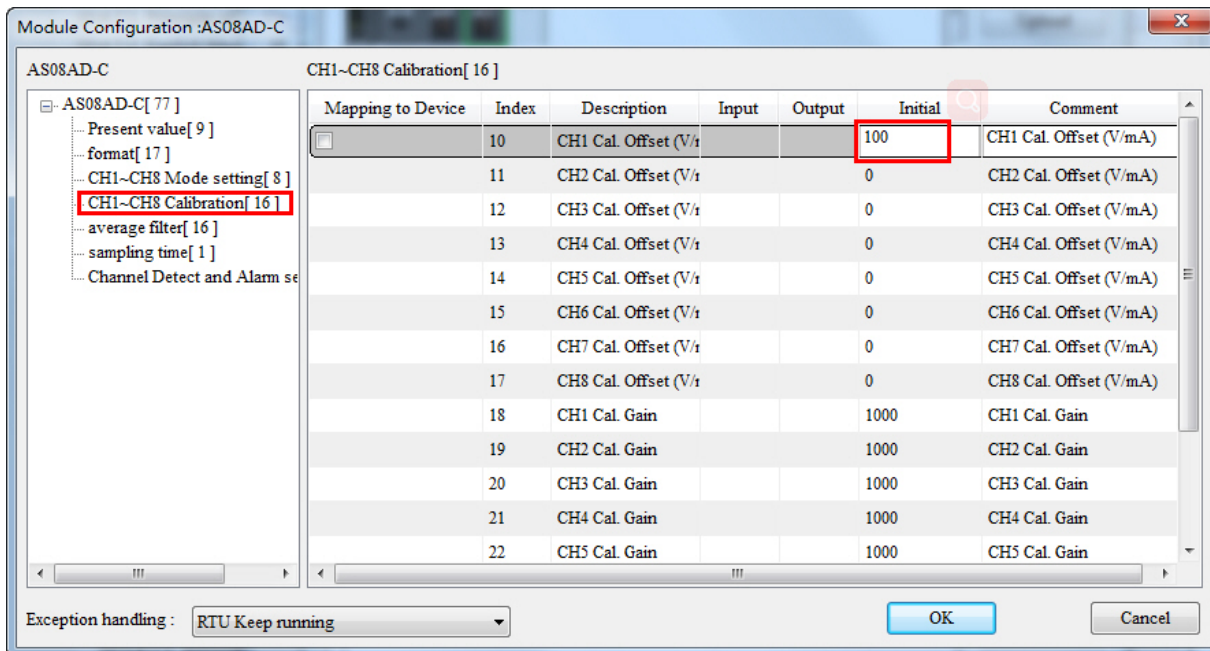 Module Configuration :AS08AD-C
AS08AD-C
CH1~CH8 Calibration[ 16 ]
AS08AD-C[ 77 ]
Present value[ 9 ]
format[ 17 ]
CH1~CH8 Mode setting[ 8 ]
CH1~CH8 Calibration[ 16 ]
average filter[ 16 ]
sampling time[ 1 ]
Channel Detect and Alarm se
Mapping to Device Index Description Input Output Initial Comment
10 CH1 Cal. Offset (V/ 100 CH1 Cal. Offset (V/mA)
11 CH2 Cal. Offset (V/ 0 CH2 Cal. Offset (V/mA)
12 CH3 Cal. Offset (V/ 0 CH3 Cal. Offset (V/mA)
13 CH4 Cal. Offset (V/ 0 CH4 Cal. Offset (V/mA)
14 CH5 Cal. Offset (V/ 0 CH5 Cal. Offset (V/mA)
15 CH6 Cal. Offset (V/ 0 CH6 Cal. Offset (V/mA)
16 CH7 Cal. Offset (V/ 0 CH7 Cal. Offset (V/mA)
17 CH8 Cal. Offset (V/ 0 CH8 Cal. Offset (V/mA)
18 CH1 Cal. Gain 1000 CH1 Cal. Gain
19 CH2 Cal. Gain 1000 CH2 Cal. Gain
20 CH3 Cal. Gain 1000 CH3 Cal. Gain
21 CH4 Cal. Gain 1000 CH4 Cal. Gain
22 CH5 Cal. Gain 1000 CH5 Cal. Gain
Exception handling : RTU Keep running
OK
Cancel